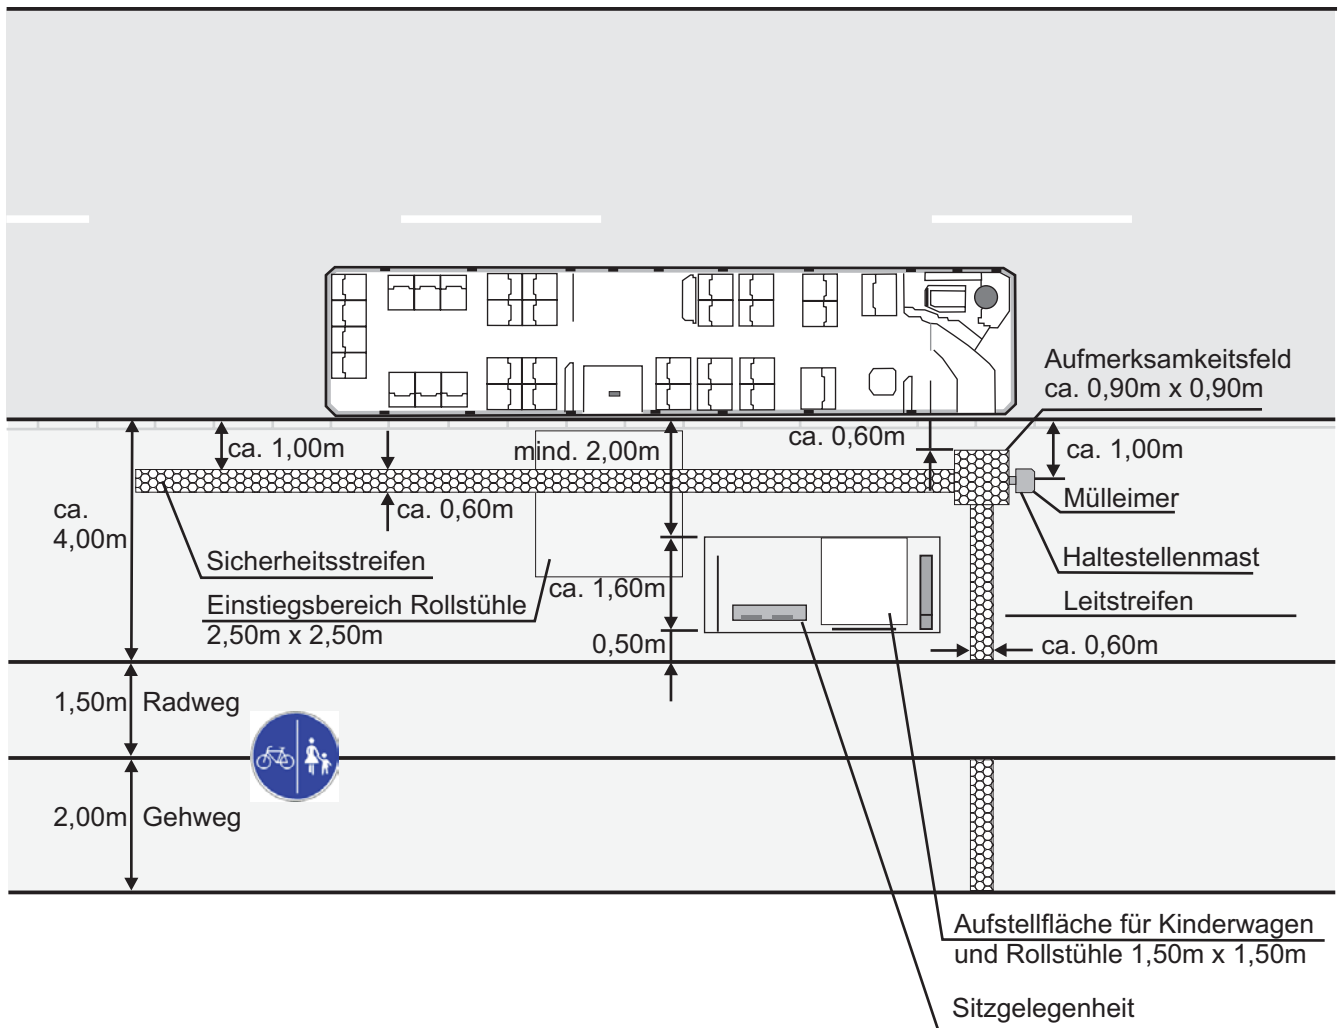 Aufmerksamkeitsfeld
ca. 0,90m x 0,90m
ca. 1,00m
mind. 2,00m
ca. 0,60m
ca. 1,00m
Mülleimer
ca. 0,60m
ca.
4,00m
Sicherheitsstreifen
Haltestellenmast
Einstiegsbereich Rollstühle
2,50m x 2,50m
ca. 1,60m
Leitstreifen
0,50m
ca. 0,60m
1,50m Radweg
2,00m Gehweg
Aufstellfläche für Kinderwagen
und Rollstühle 1,50m x 1,50m
Sitzgelegenheit